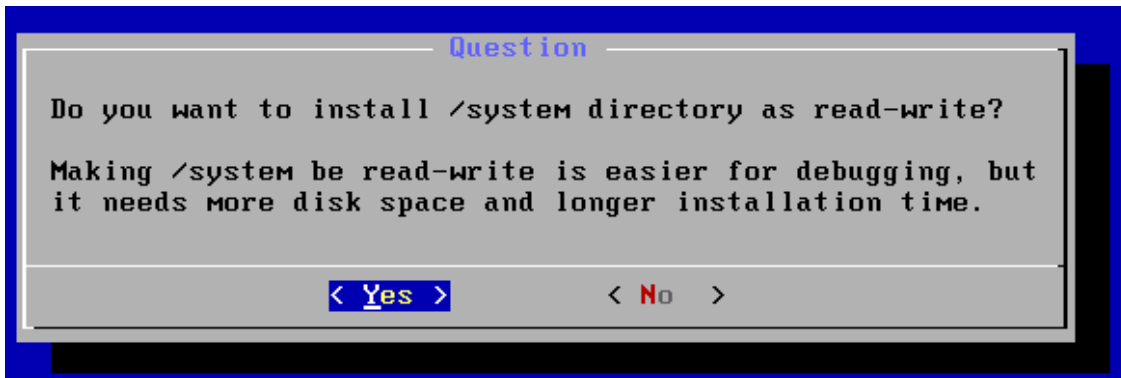 Question
Do you want to install /system directory as read-write?
Making /system be read-write is easier for debugging, but
it needs more disk space and longer installation time.
< Yes > < No >